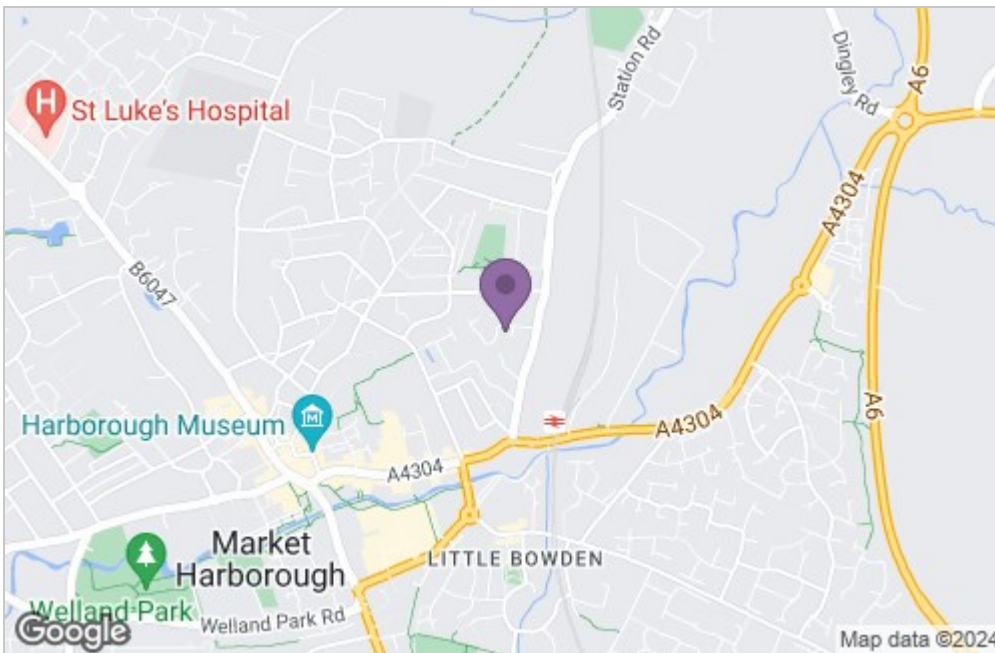 Station Rd
Dingley Rd
A6
H
St Luke's Hospital
A4304
B6047
Harborough Museum
M
A4304
A4304
A6
Market
Harborough
LITTLE BOWDEN
Welland Park
Welland Park Rd
Google
Map data ©2024